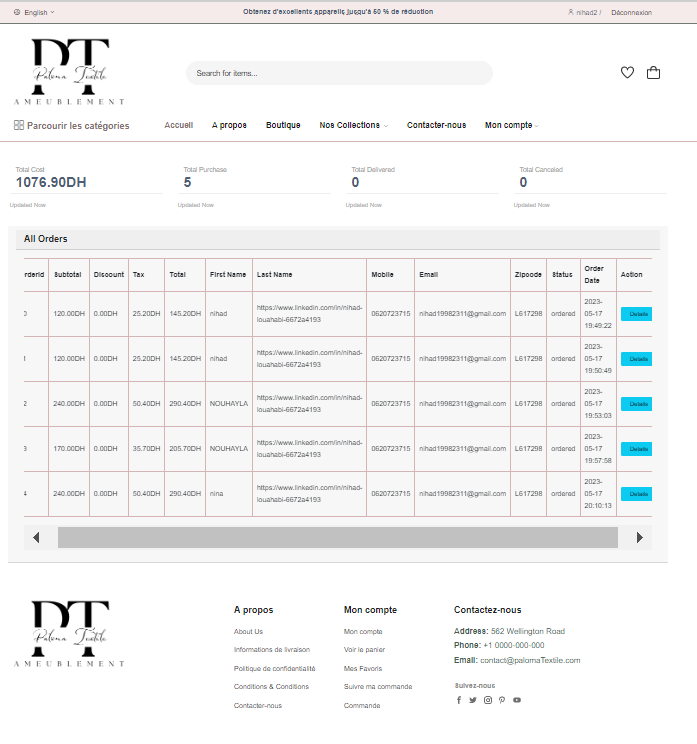 English
Obtenez d'excellents appareils jusqu'à 50 % de réduction
nihad2 / Déconnexion
PT
Paloma Textile
AMEUBLEMENT
Search for items...
Parcourir les catégories
Accueil A propos Boutique Nos Collections Contacter-nous Mon compte
Total Cost Total Purchase Total Delivered Total Canceled
1076.90DH 5 0 0
Updated Now Updated Now Updated Now Updated Now
All Orders
rderId Subtotal Discount Tax Total First Name Last Name Mobile Email Zipcode Status Order Action
Date
2023-
120.00DH 0.00DH 25.20DH 145.20DH nihad https://www.linkedin.com/in/nihad- 0620723715 nihad19982311@gmail.com L617298 ordered 05-17 Details
louahabi-6672a4193
19:49:22
2023-
120.00DH 0.00DH 25.20DH 145.20DH nihad https://www.linkedin.com/in/nihad- 0620723715 nihad19982311@gmail.com L617298 ordered 05-17 Details
louahabi-6672a4193
19:50:49
2023-
2 240.00DH 0.00DH 50.40DH 290.40DH NOUHAYLA https://www.linkedin.com/in/nihad- 0620723715 nihad19982311@gmail.com L617298 ordered 05-17 Details
louahabi-6672a4193
19:53:03
2023-
3 170.00DH 0.00DH 35.70DH 205.70DH NOUHAYLA https://www.linkedin.com/in/nihad- 0620723715 nihad19982311@gmail.com L617298 ordered 05-17 Details
louahabi-6672a4193
19:57:58
2023-
4 240.00DH 0.00DH 50.40DH 290.40DH nina https://www.linkedin.com/in/nihad- 0620723715 nihad19982311@gmail.com L617298 ordered 05-17 Details
louahabi-6672a4193
20:10:13
PT
Paloma Textile
AMEUBLEMENT
A propos
About Us
Informations de livraison
Politique de confidentialité
Conditions & Conditions
Contacter-nous
Mon compte
Mon compte
Voir le panier
Mes Favoris
Suivre ma commande
Commande
Contactez-nous
Address: 562 Wellington Road
Phone: +1 0000-000-000
Email: contact@palomaTextile.com
Suivez-nous